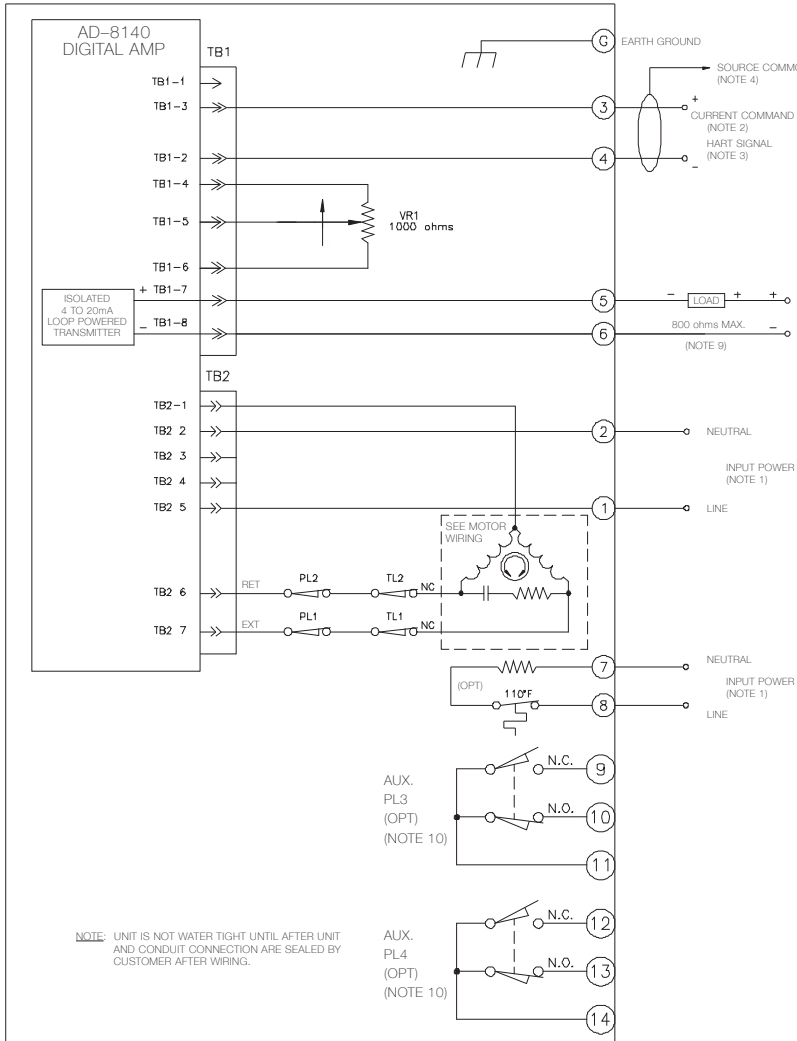 AD-8140
DIGITAL AMP
TB1
TB1-1
TB1-3
TB1-2
TB1-4
TB1-5
TB1-6
+ TB1-7
- TB1-8
ISOLATED
4 TO 20mA
LOOP POWERED
TRANSMITTER
VR1
1000 ohms
G EARTH GROUND
SOURCE COMMO
(NOTE 4)
3 +
CURRENT COMMAND
(NOTE 2)
HART SIGNAL
(NOTE 3)
4 -
5 - LOAD + +
6 800 ohms MAX. -
(NOTE 9)
TB2
TB2-1
TB2 2
TB2 3
TB2 4
TB2 5
TB2 6
TB2 7
2 NEUTRAL
INPUT POWER
(NOTE 1)
1 LINE
SEE MOTOR
WIRING
RET PL2 TL2 NC
EXT PL1 TL1 NC
7 NEUTRAL
(OPT)
INPUT POWER
(NOTE 1)
110°F
8 LINE
AUX.
PL3
(OPT)
(NOTE 10)
N.C. 9
N.O. 10
11
AUX.
PL4
(OPT)
(NOTE 10)
N.C. 12
N.O. 13
14
NOTE: UNIT IS NOT WATER TIGHT UNTIL AFTER UNIT
AND CONDUIT CONNECTION ARE SEALED BY
CUSTOMER AFTER WIRING.